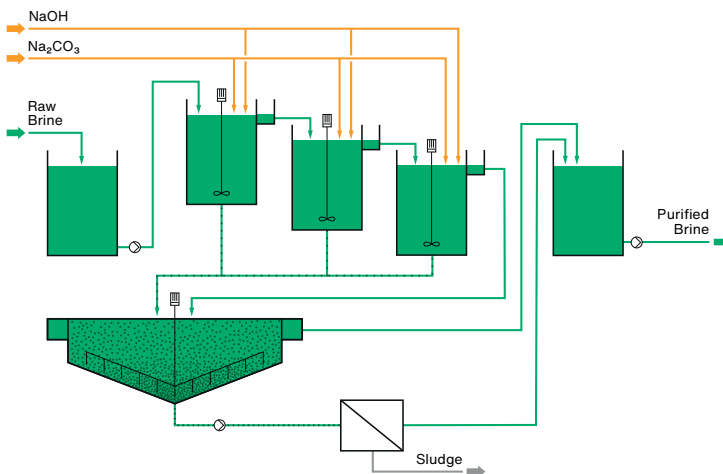 NaOH
Na₂CO₃
Raw
Brine
Purified
Brine
Sludge